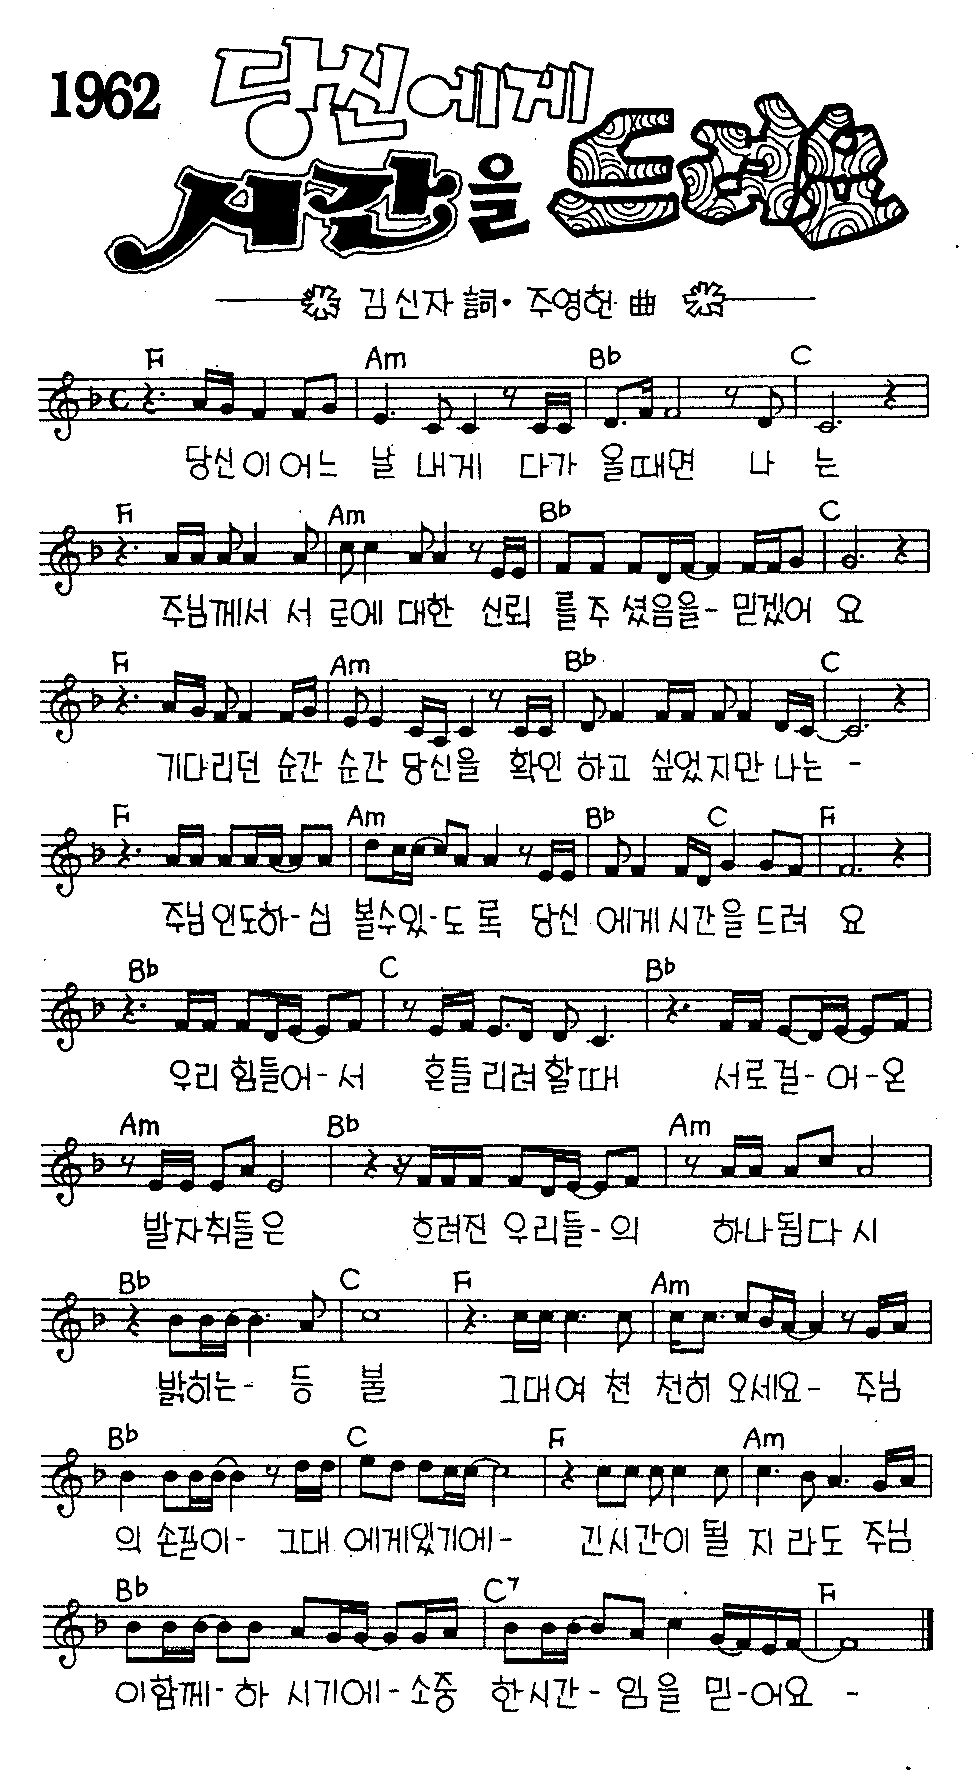 1962
당신에게
시간을 드려요
김신자 詞· 주영헌 曲
F Am Bb C
당신이어느 날 내게 다가 올때면 나 는
F Am Bb C
주님께서 서 로에 대한 신뢰 를 주 셨음을- 믿겠어 요
F Am Bb C
기다리던 순간 순간 당신을 확인 하고 싶었지만 나는 -
F Am Bb C F
주님인도하-심 볼수있-도 록 당신 에게 시간을 드려 요
Bb C Bb
우리 힘들어-서 흔들리려 할때 서로걸-어-온
Am Bb Am
발자취들은 흐려진 우리들-의 하나됨다 시
Bb C F Am
밝히는- 등 불 그대여 천 천히 오세요- 주님
Bb C F Am
의 손길이- 그대 에게있기에- 긴시간이 될 지 라도 주님
Bb C7 F
이함께-하 시기에-소중 한시간-임을 믿-어요 -